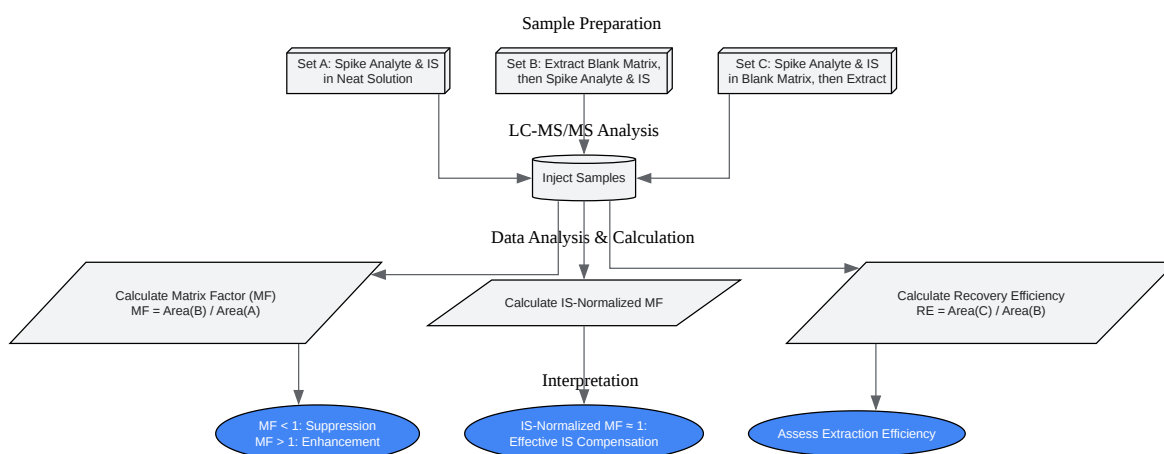 Sample Preparation
Set A: Spike Analyte & IS
in Neat Solution
Set B: Extract Blank Matrix,
then Spike Analyte & IS
Set C: Spike Analyte & IS
in Blank Matrix, then Extract
LC-MS/MS Analysis
Inject Samples
Data Analysis & Calculation
Calculate Matrix Factor (MF)
MF = Area(B) / Area(A)
Calculate IS-Normalized MF
Calculate Recovery Efficiency
RE = Area(C) / Area(B)
Interpretation
MF < 1: Suppression
MF > 1: Enhancement
IS-Normalized MF ≈ 1:
Effective IS Compensation
Assess Extraction Efficiency